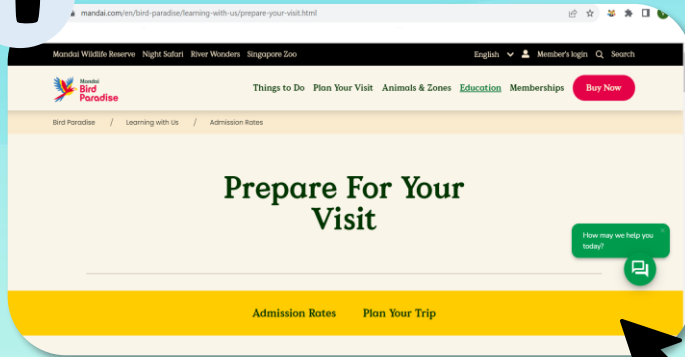 mandai.com/en/bird-paradise/learning-with-us/prepare-your-visit.html
Mandai Wildlife Reserve Night Safari River Wonders Singapore Zoo English Member's login Search
Mandai
Bird
Paradise
Things to Do Plan Your Visit Animals & Zones Education Memberships Buy Now
Bird Paradise / Learning with Us / Admission Rates
Prepare For Your
Visit
How may we help you
today?
Admission Rates Plan Your Trip